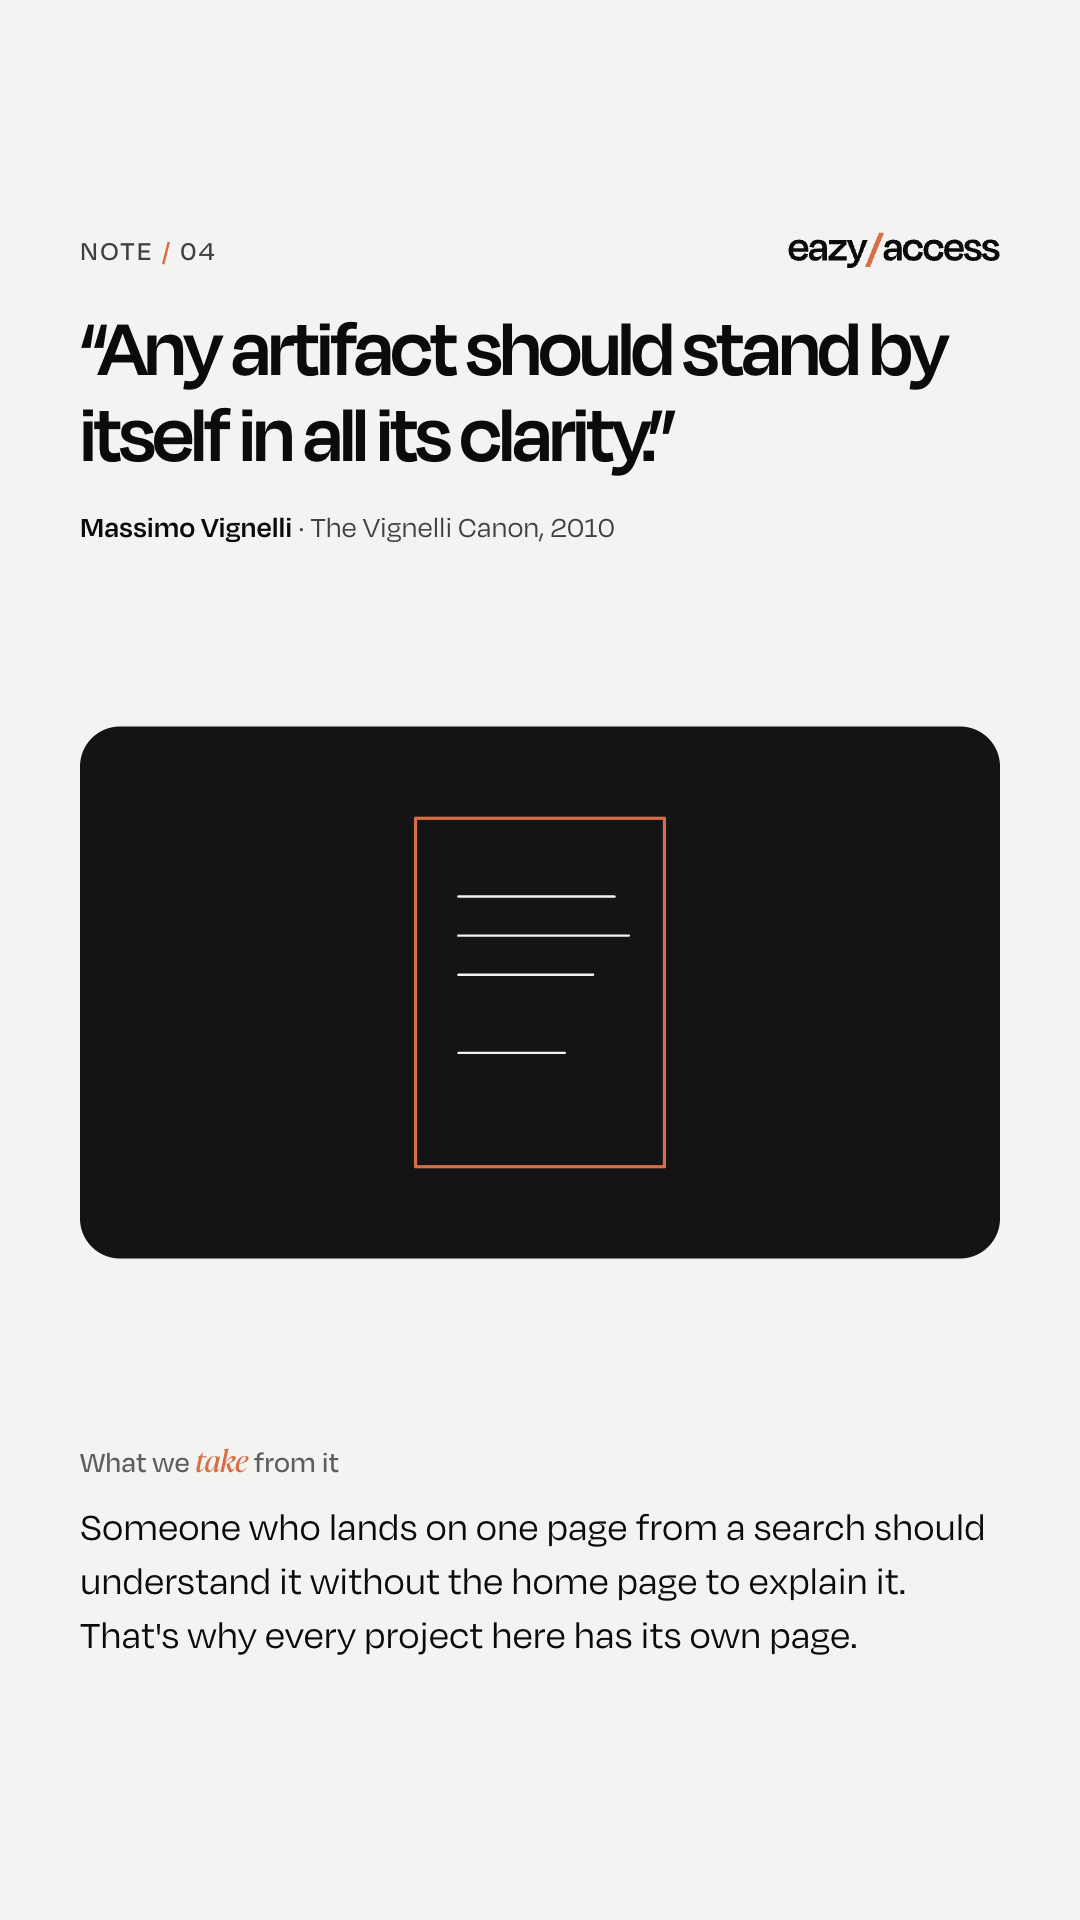 NOTE / 04
eazy/access
“Any artifact should stand by
itself in all its clarity.”
Massimo Vignelli · The Vignelli Canon, 2010
What we take from it
Someone who lands on one page from a search should
understand it without the home page to explain it.
That's why every project here has its own page.